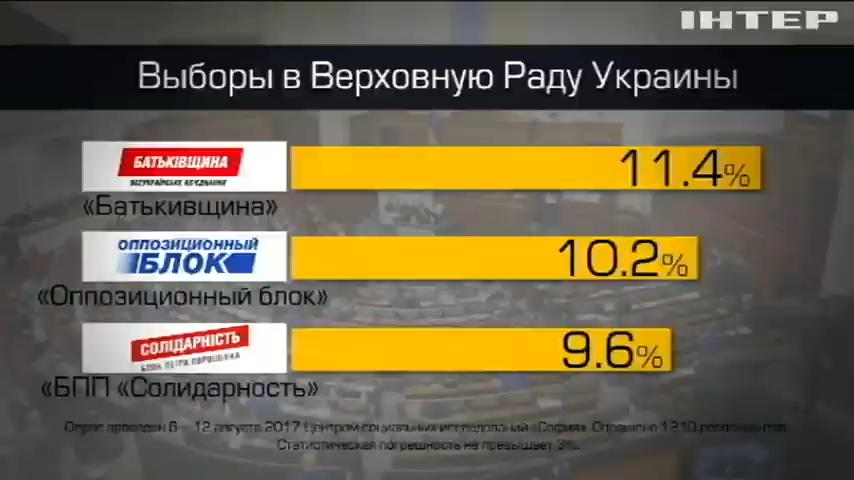 ІНТЕР
Выборы в Верховную Раду Украины
БАТЬКІВЩИНА
ВСЕУКРАЇНСЬКЕ ОБ'ЄДНАННЯ
11.4%
«Батькивщина»
ОППОЗИЦИОННЫЙ
БЛОК
10.2%
«Оппозиционный блок»
СОЛІДАРНІСТЬ
БЛОК ПЕТРА ПОРОШЕНКА
9.6%
«БПП «Солидарность»
Опрос проведен 6 — 12 августа 2017 Центром социальных исследований «София». Опрошено 1210 респондентов.
Статистическая погрешность не превышает 3%.